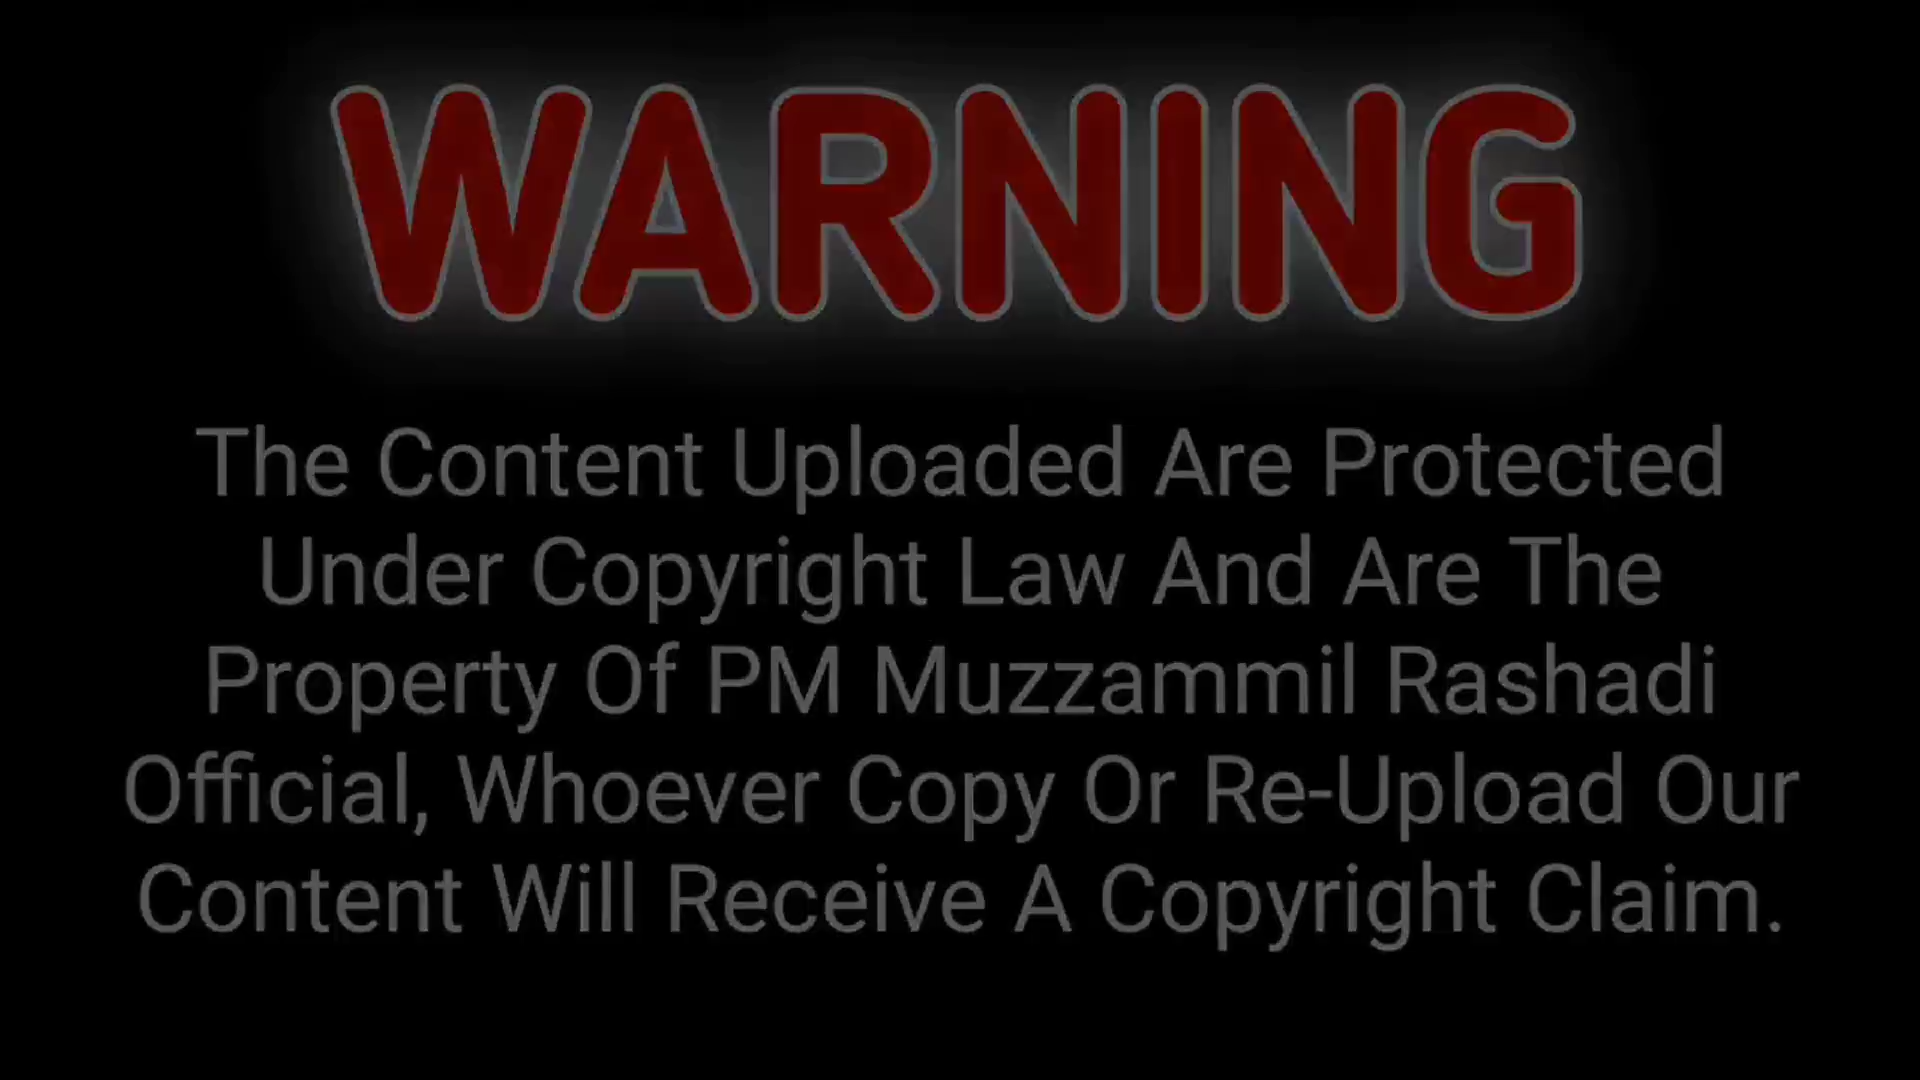 WARNING
The Content Uploaded Are Protected
Under Copyright Law And Are The
Property Of PM Muzzammil Rashadi
Official, Whoever Copy Or Re-Upload Our
Content Will Receive A Copyright Claim.